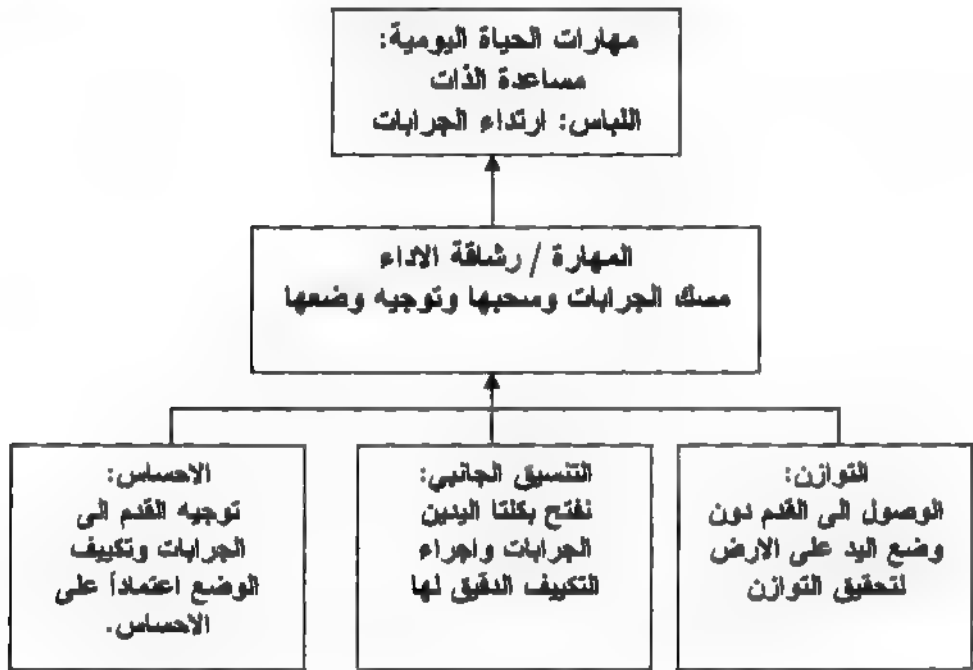 مهارات الحياة اليومية:
مساعدة الذات
اللباس: ارتداء الجرابات
المهارة / رشاقة الاداء
مسك الجرابات وسحبها وتوجيه وضعها
التوازن:
الوصول الى القدم دون
وضع اليد على الارض
لتحقيق التوازن
التنسيق الجانبي:
نفتح بكلتا اليدين
الجرابات واجراء
التكييف الدقيق لها
الاحساس:
توجيه القدم الى
الجرابات وتكييف
الوضع اعتماداً على
الاحساس.